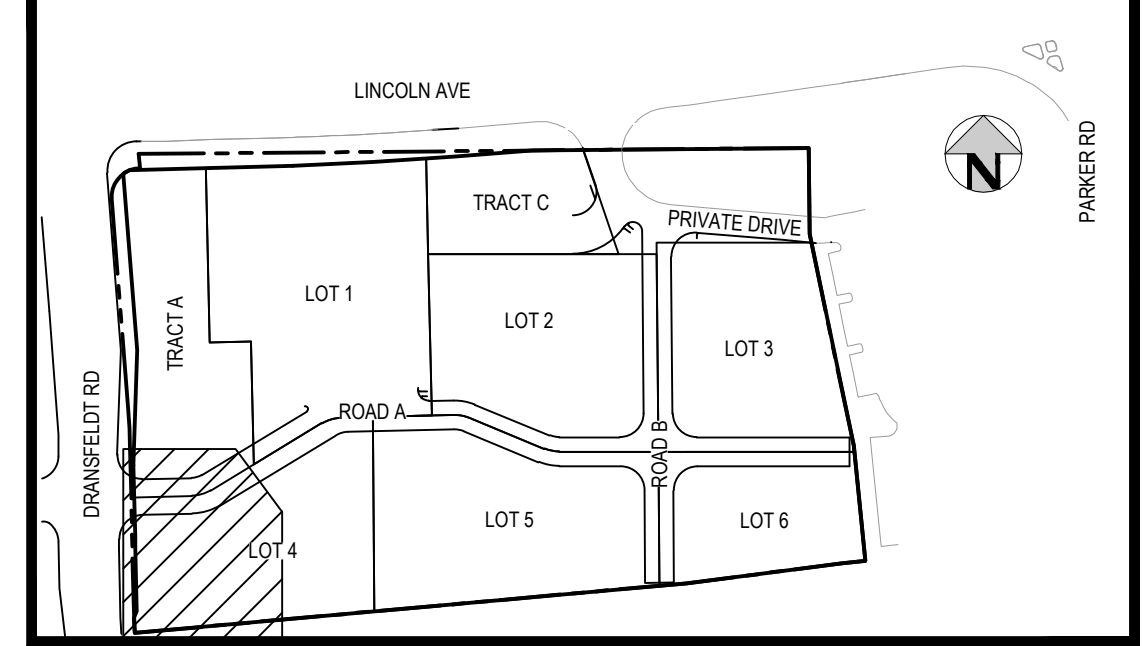 LINCOLN AVE
PARKER RD
N
TRACT C
PRIVATE DRIVE
LOT 1
TRACT A
LOT 2
LOT 3
DRANSFELDT RD
ROAD A
ROAD B
LOT 5
LOT 6
LOT 4